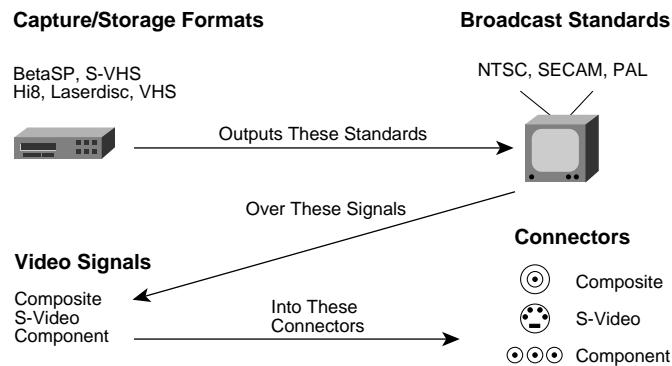 Capture/Storage Formats
Broadcast Standards
BetaSP, S-VHS
Hi8, Laserdisc, VHS
NTSC, SECAM, PAL
Outputs These Standards
Over These Signals
Connectors
Video Signals
Composite
S-Video
Component
Into These
Connectors
Composite
S-Video
Component